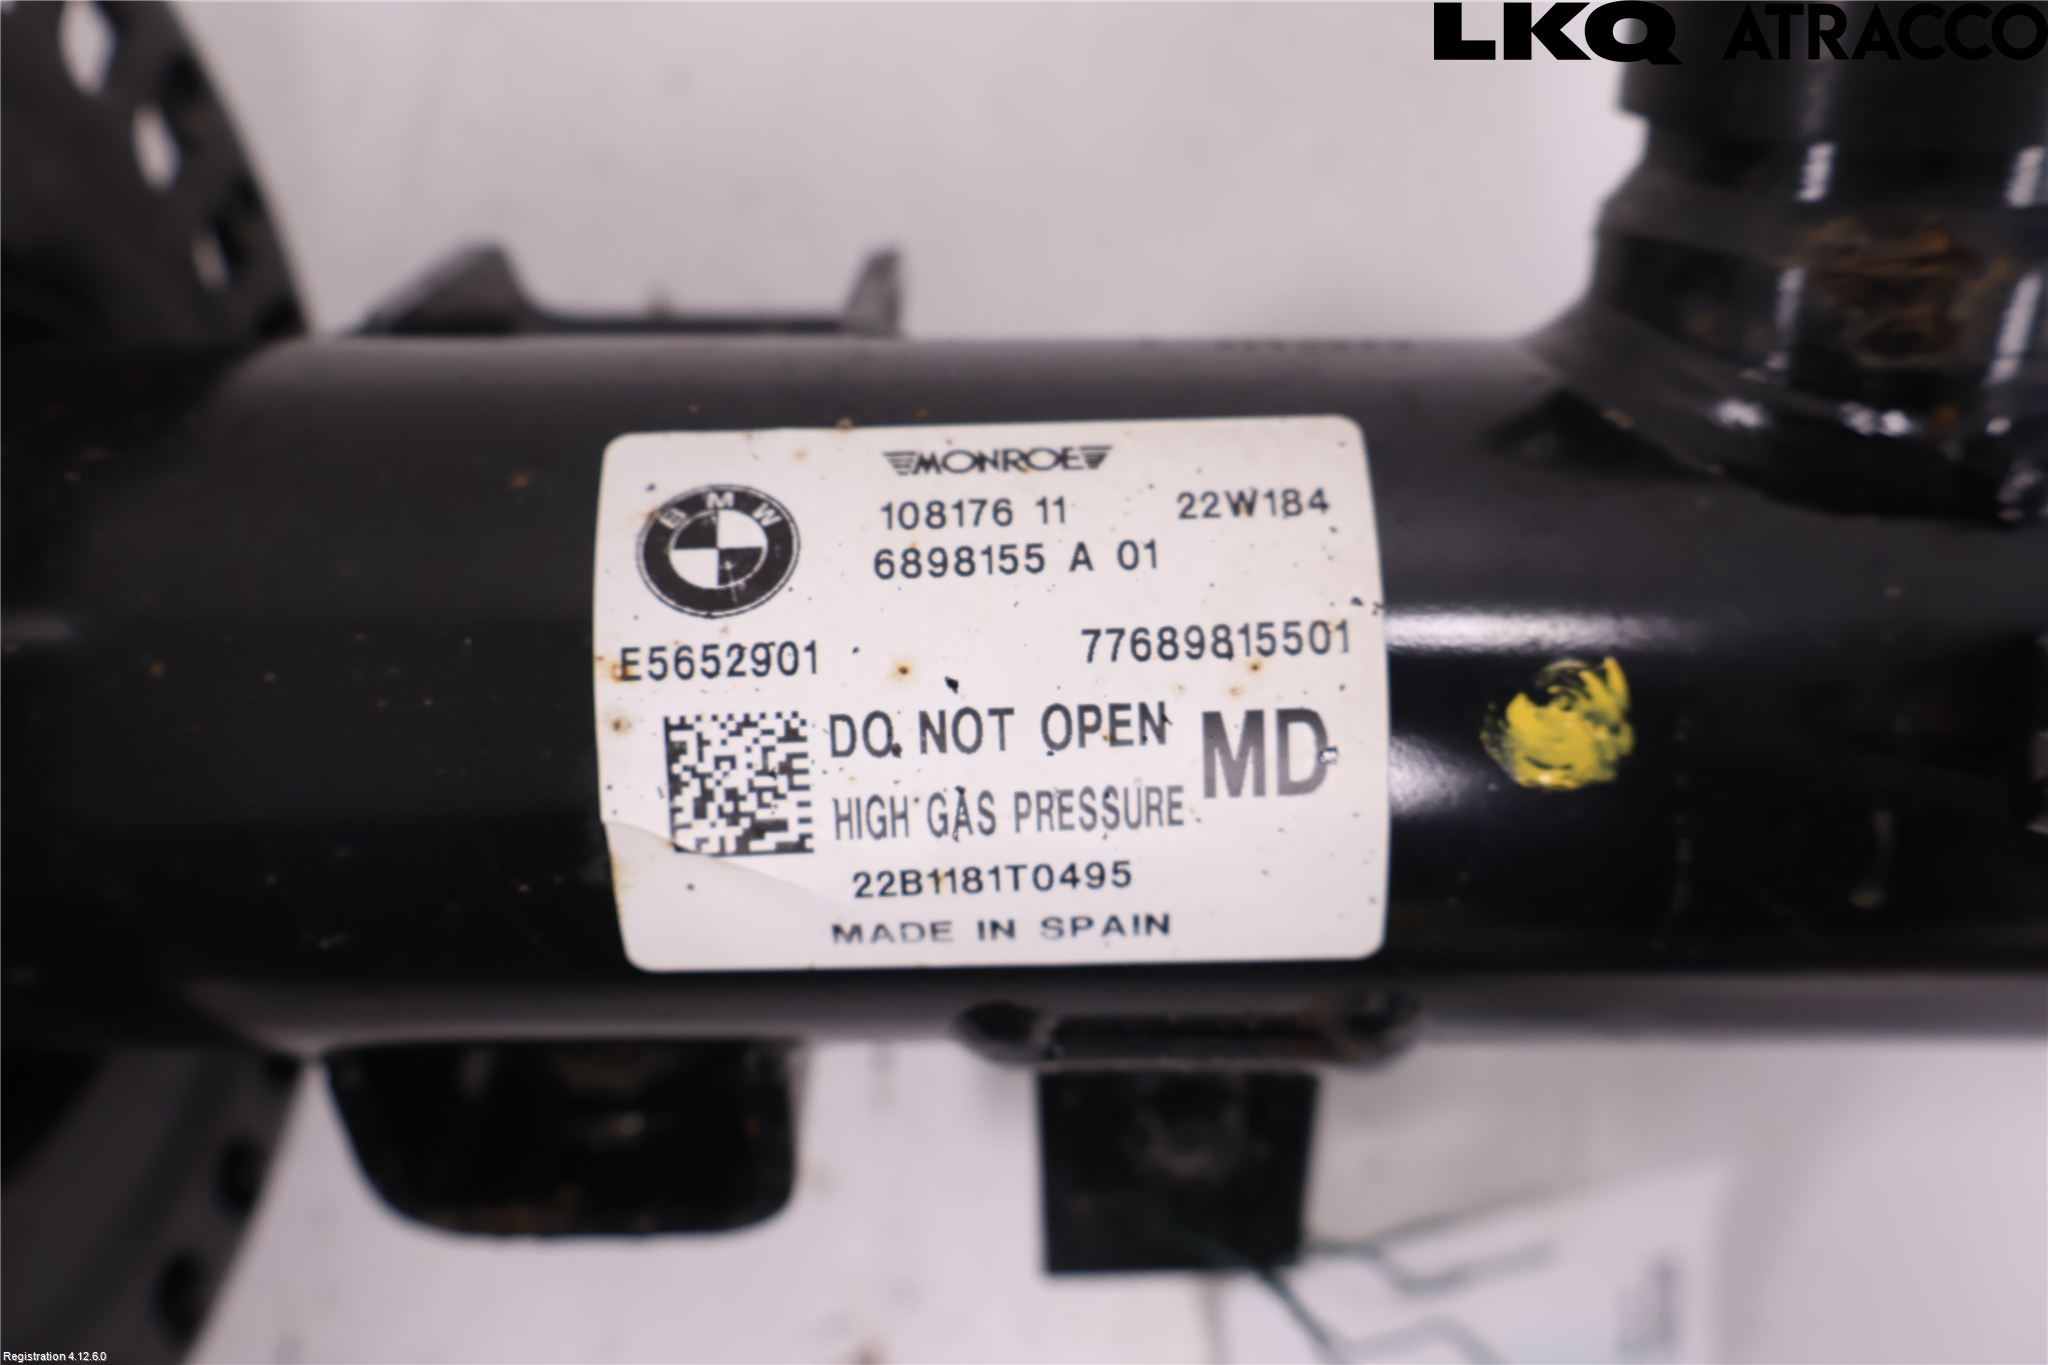 LKQ ATRACCO
MONROE
108176 11 22W184
6898155 A 01
BMW
E5652901 77689815501
DO NOT OPEN MD
HIGH GAS PRESSURE
22B1181T0495
MADE IN SPAIN
Registration 4.12.6.0